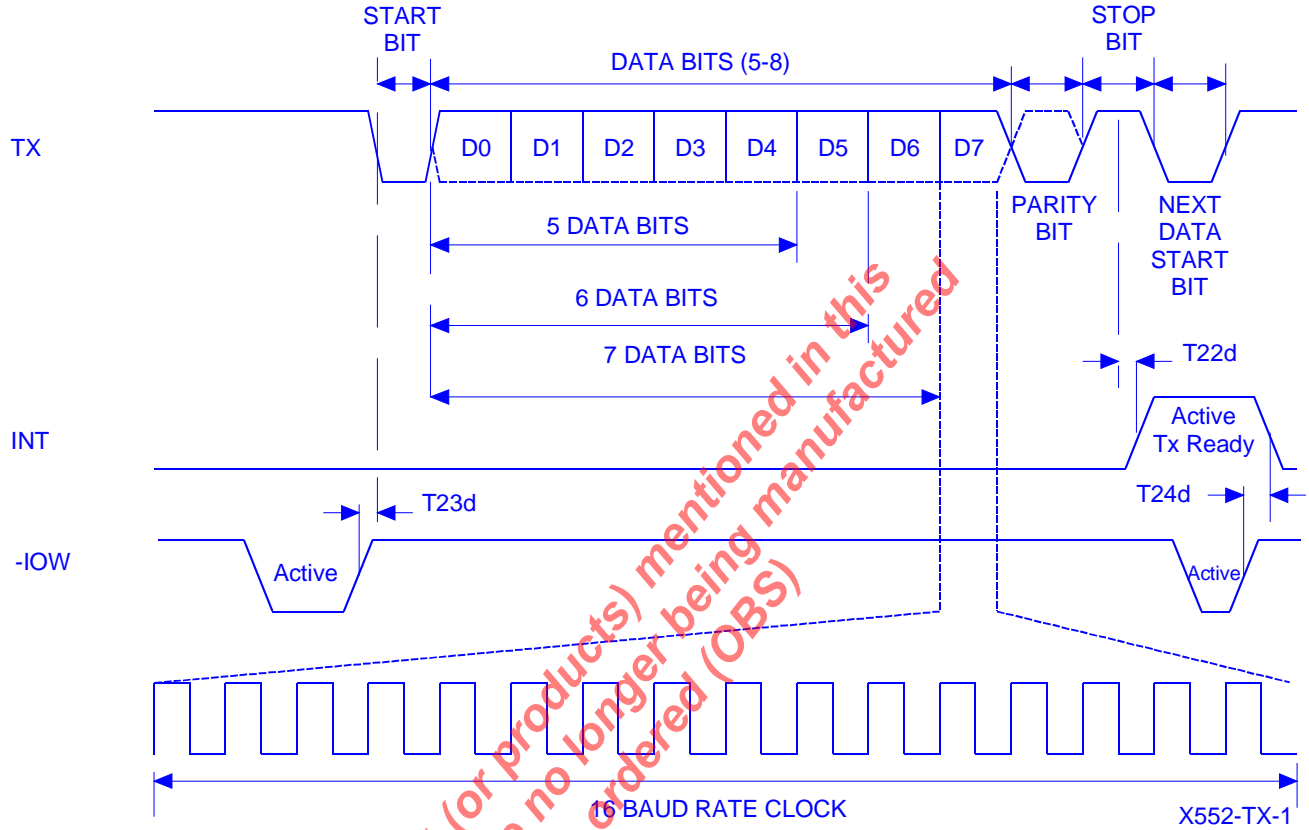 START
BIT
STOP
BIT
DATA BITS (5-8)
TX
D0 D1 D2 D3 D4 D5 D6 D7
PARITY
BIT
NEXT
DATA
START
BIT
5 DATA BITS
6 DATA BITS
7 DATA BITS
T22d
INT
Active
Tx Ready
T23d
T24d
-IOW
Active
Active
16 BAUD RATE CLOCK
X552-TX-1
(or products) mentioned in this
no longer being manufactured
ordered (OBS)